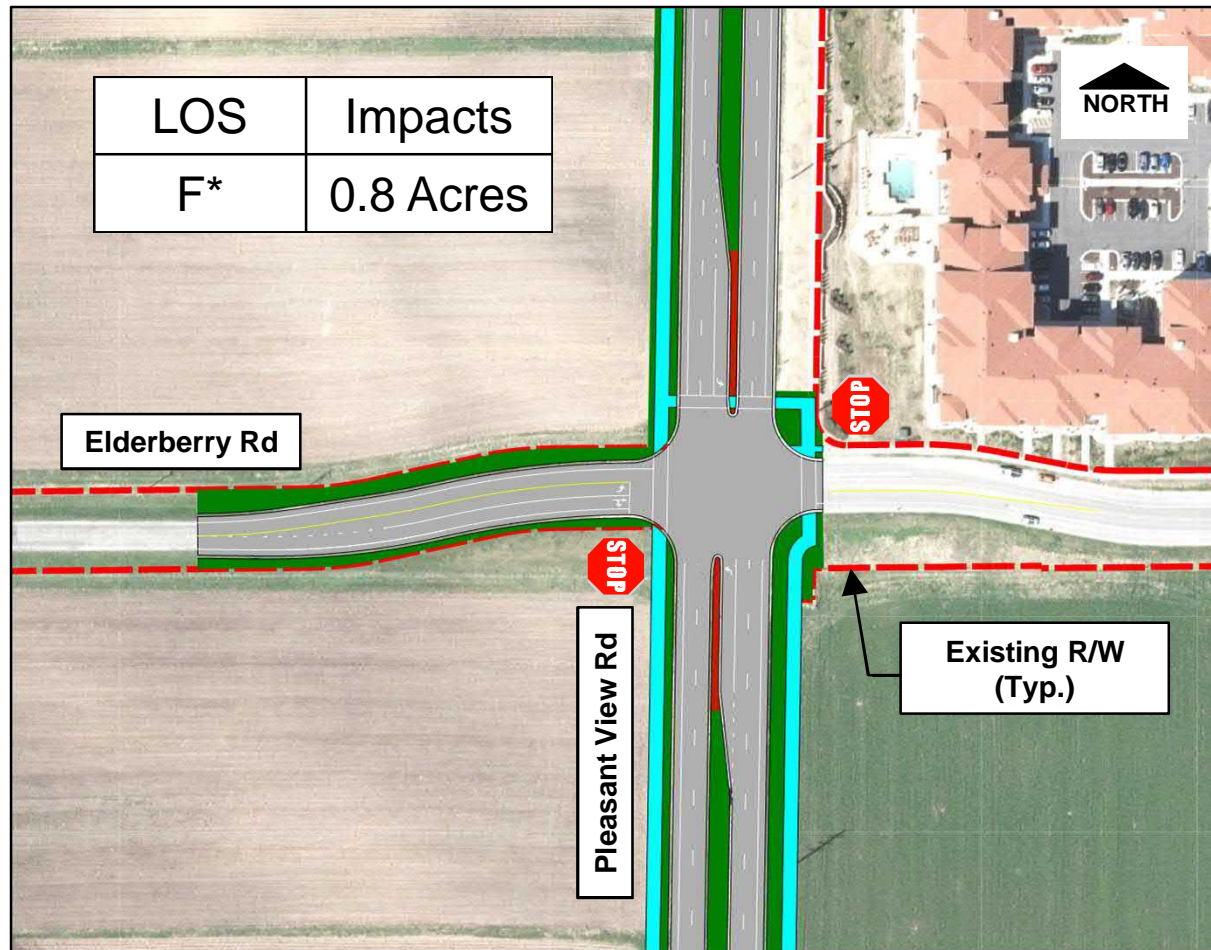 LOS Impacts
F* 0.8 Acres
NORTH
STOP
Elderberry Rd
STOP
Pleasant View Rd
Existing R/W
(Typ.)